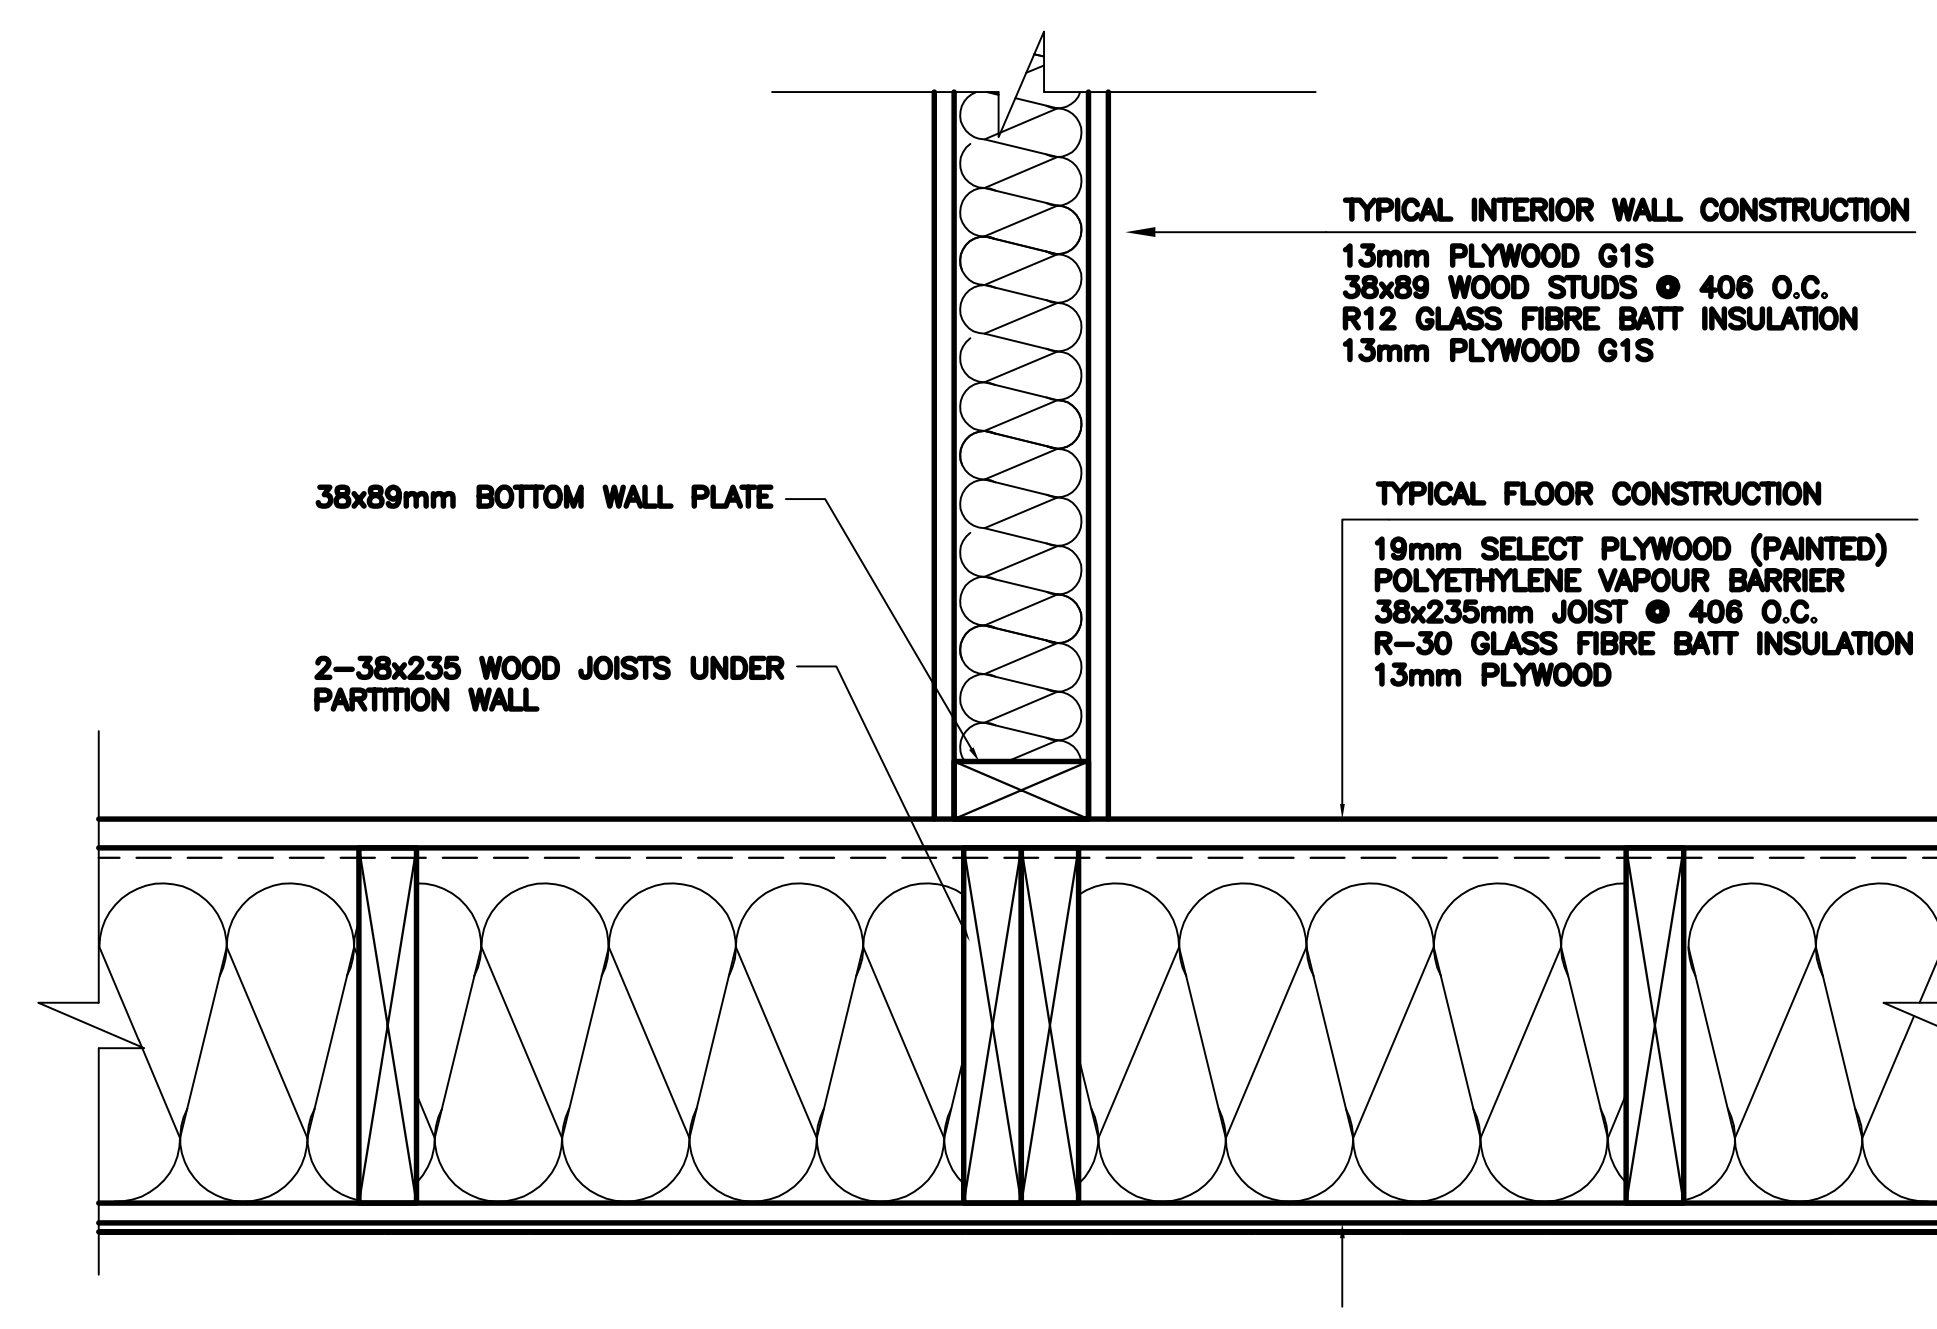 TYPICAL INTERIOR WALL CONSTRUCTION
13mm PLYWOOD G1S
38x89 WOOD STUDS @ 406 O.C.
R12 GLASS FIBRE BATT INSULATION
13mm PLYWOOD G1S
38x89mm BOTTOM WALL PLATE
TYPICAL FLOOR CONSTRUCTION
19mm SELECT PLYWOOD (PAINTED)
POLYETHYLENE VAPOUR BARRIER
38x235mm JOIST @ 406 O.C.
R-30 GLASS FIBRE BATT INSULATION
13mm PLYWOOD
2-38x235 WOOD JOISTS UNDER
PARTITION WALL